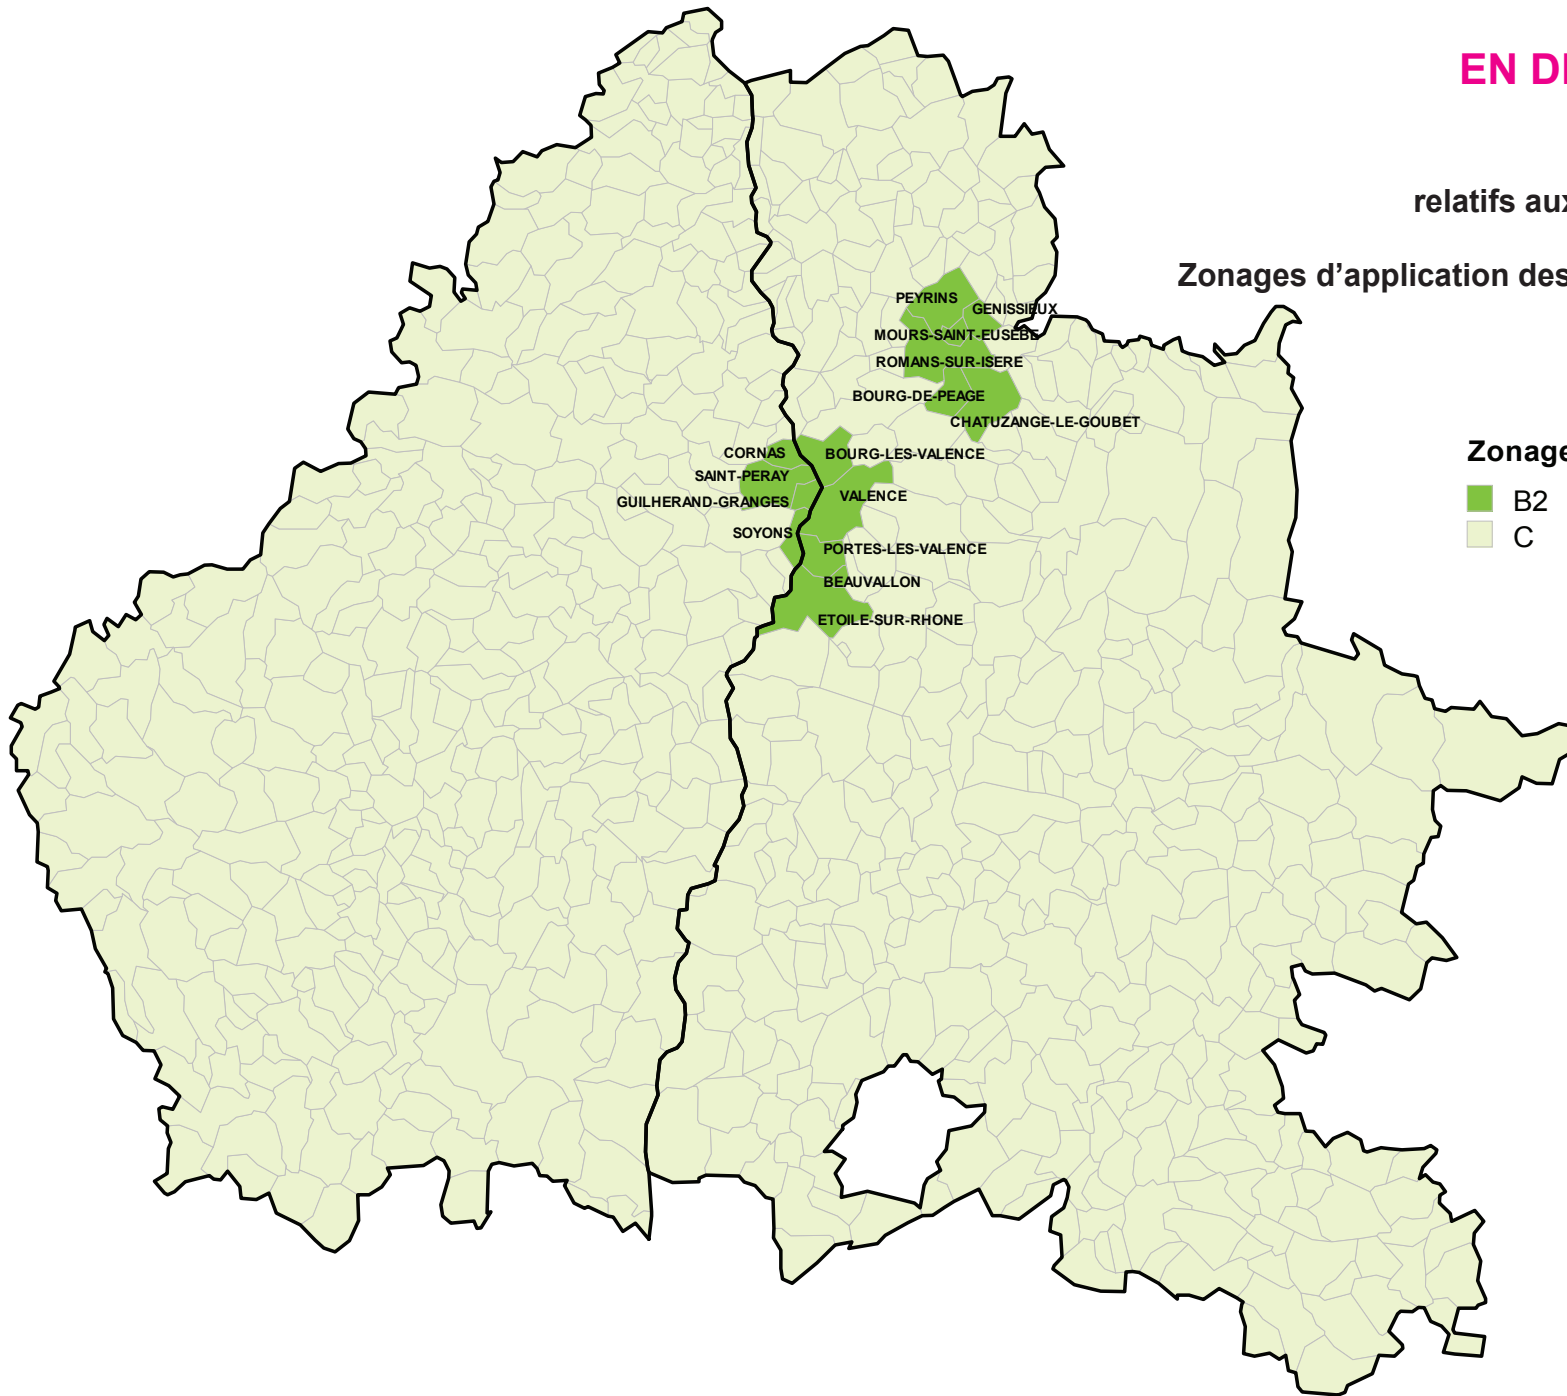 EN DI
relatifs aux
Zonages d’application des
PEYRINS
GENISSIEUX
MOURS-SAINT-EUSEBE
ROMANS-SUR-ISERE
BOURG-DE-PEAGE
CHATUZANGE-LE-GOUBET
CORNAS
BOURG-LES-VALENCE
SAINT-PERAY
VALENCE
GUILHERAND-GRANGES
SOYONS
PORTES-LES-VALENCE
BEAUVALLON
ETOILE-SUR-RHONE
Zonage
B2
C